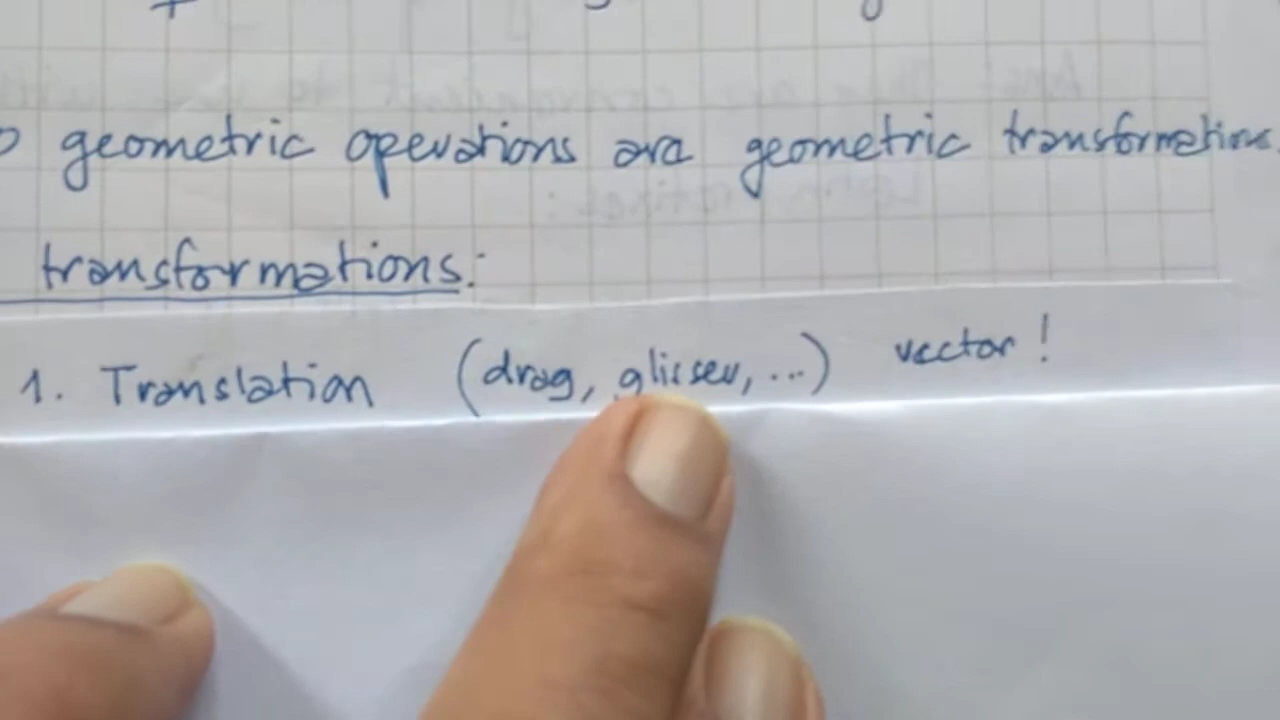 geometric operations are geometric transformations
transformations:
1. Translation (drag, glisser, ...) vector!